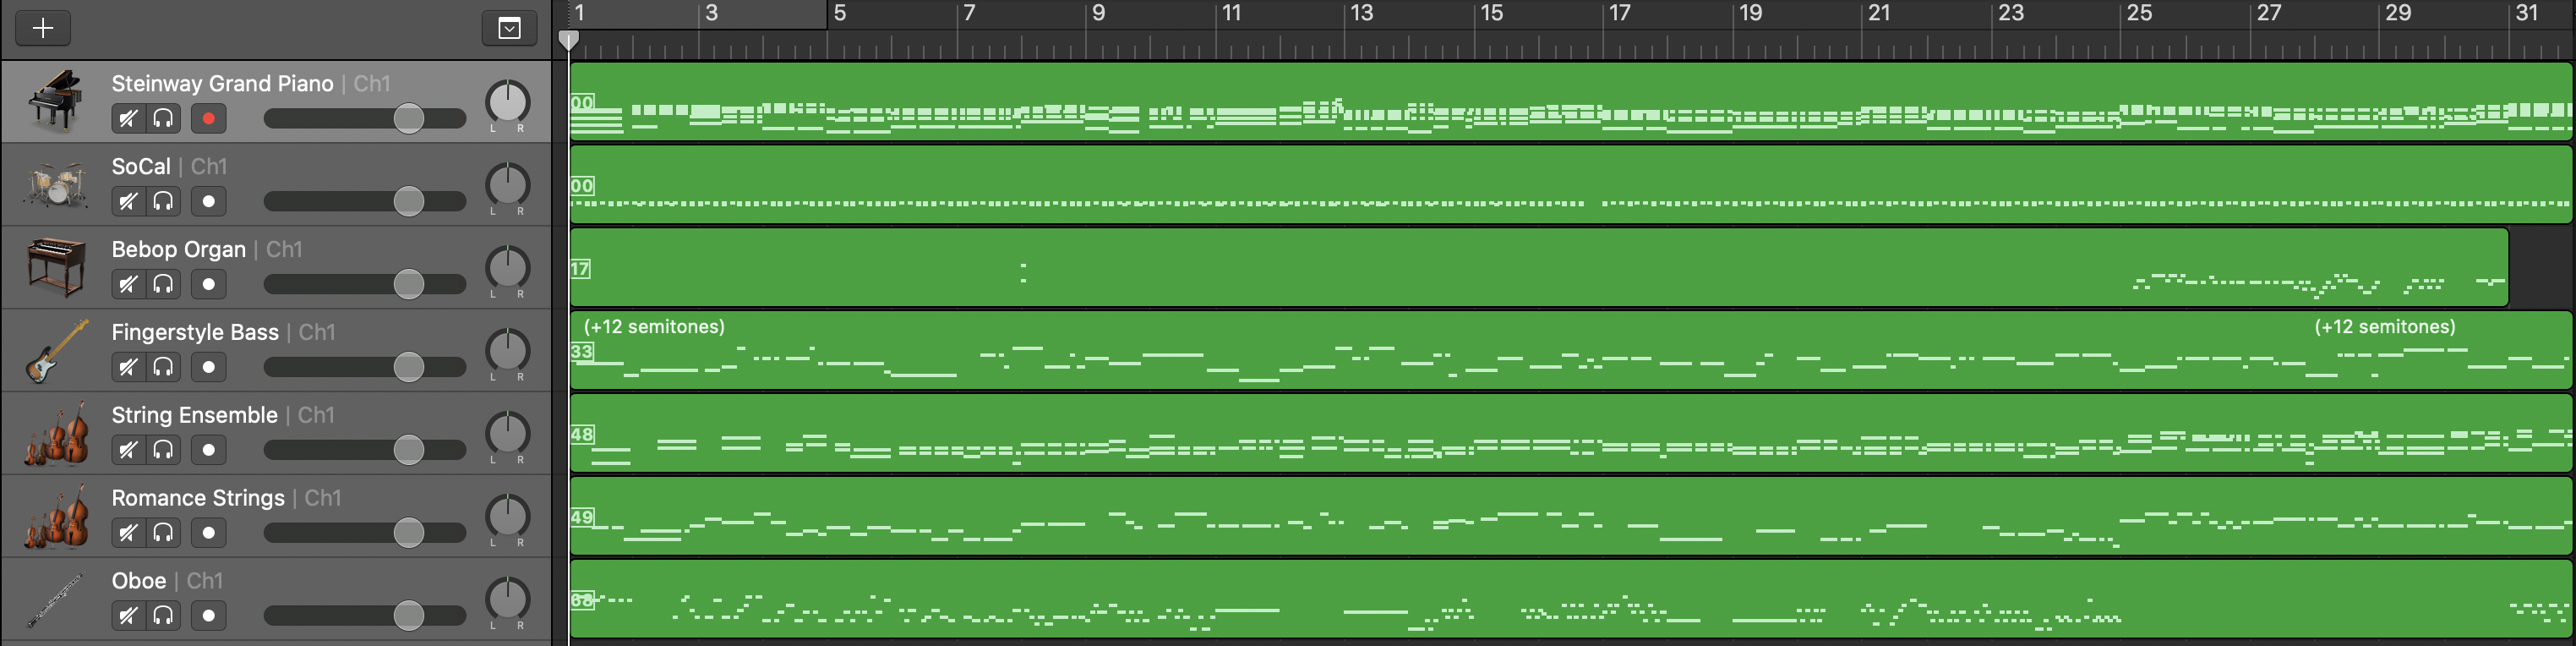 1 3 5 7 9 11 13 15 17 19 21 23 25 27 29 31
Steinway Grand Piano | Ch1
L R
00
SoCal | Ch1
L R
00
Bebop Organ | Ch1
L R
17
Fingerstyle Bass | Ch1
L R
(+12 semitones) (+12 semitones)
33
String Ensemble | Ch1
L R
48
Romance Strings | Ch1
L R
49
Oboe | Ch1
L R
68